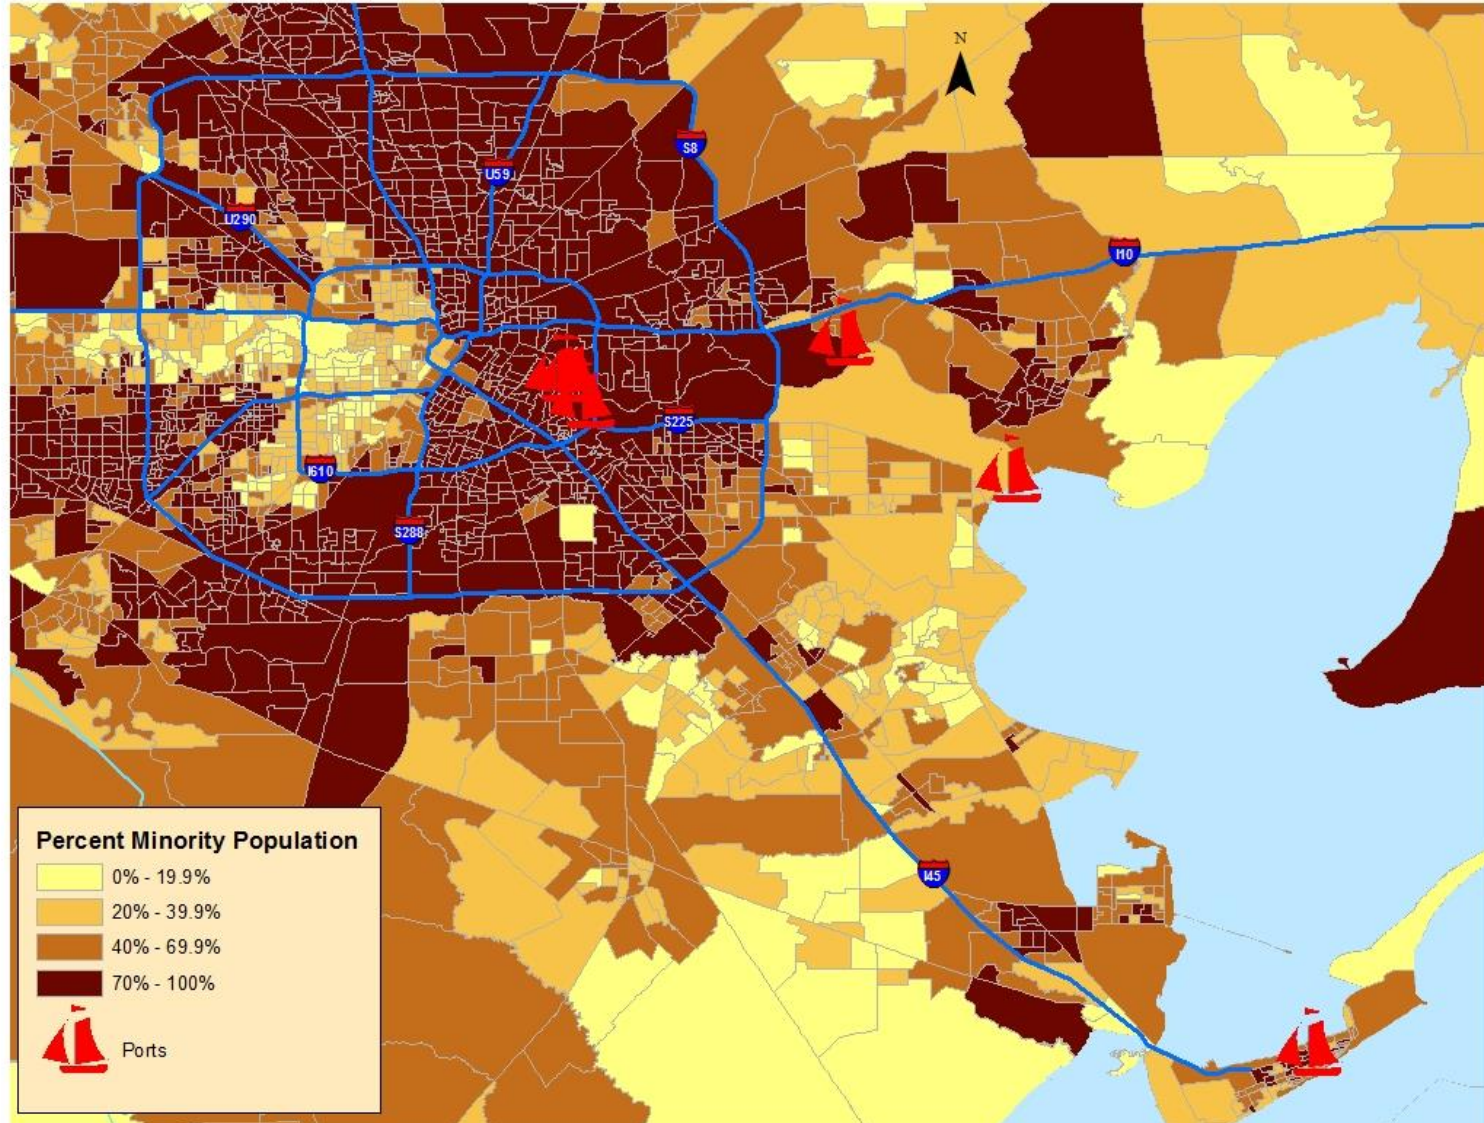 N
S8
U59
U290
I10
S225
I610
S288
I45
Percent Minority Population
0% - 19.9%
20% - 39.9%
40% - 69.9%
70% - 100%
Ports